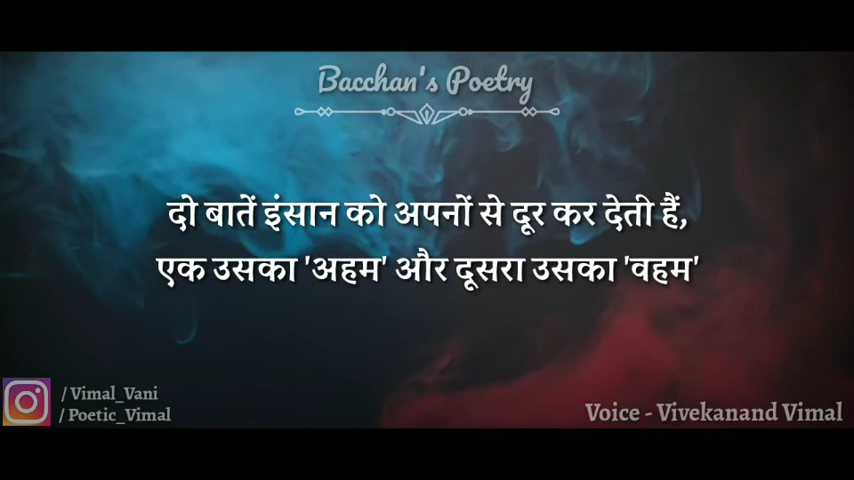 Bacchan's Poetry
दो बातें इंसान को अपनों से दूर कर देती हैं,
एक उसका 'अहम' और दूसरा उसका 'वहम'
/ Vimal_Vani
/ Poetic_Vimal
Voice - Vivekanand Vimal